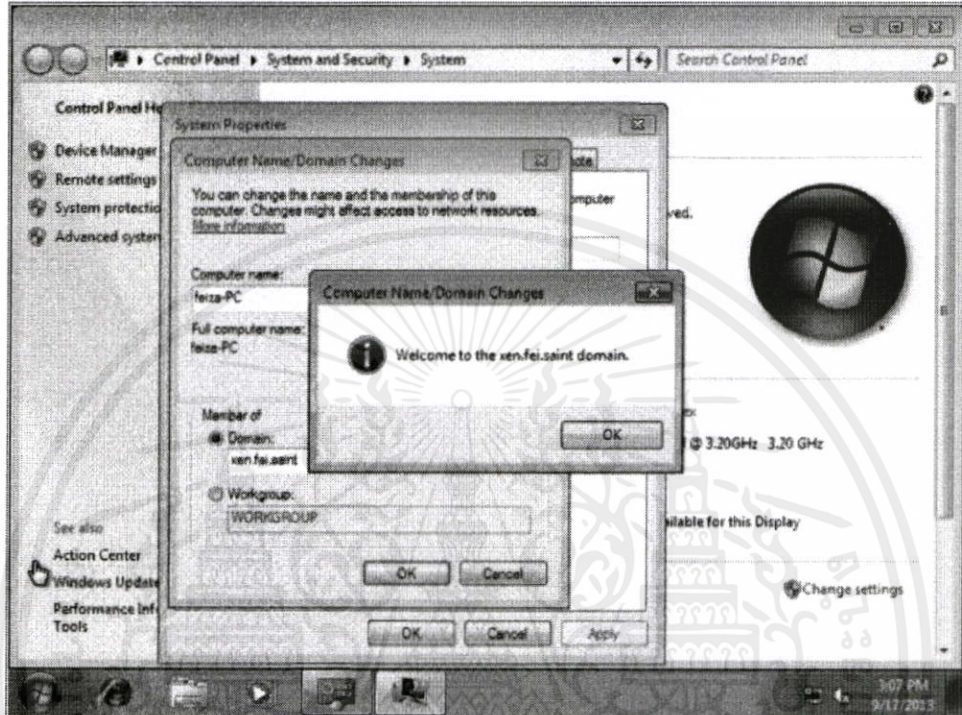 Control Panel ▸ System and Security ▸ System
Search Control Panel
Control Panel Ho
Device Manager
Remote settings
System protectio
Advanced system
See also
Action Center
Windows Update
Performance Info
Tools
System Properties
Computer Name/Domain Changes
You can change the name and the membership of this
computer. Changes might affect access to network resources.
More information
Computer name:
feiza-PC
Full computer name:
feiza-PC
Member of
Domain:
xen.fei.saint
Workgroup:
WORKGROUP
OK Cancel
OK Cancel Apply
Computer Name/Domain Changes
Welcome to the xen.fei.saint domain.
OK
mputer
ved.
@ 3.20GHz 3.20 GHz
ailable for this Display
Change settings
3:07 PM
9/17/2013